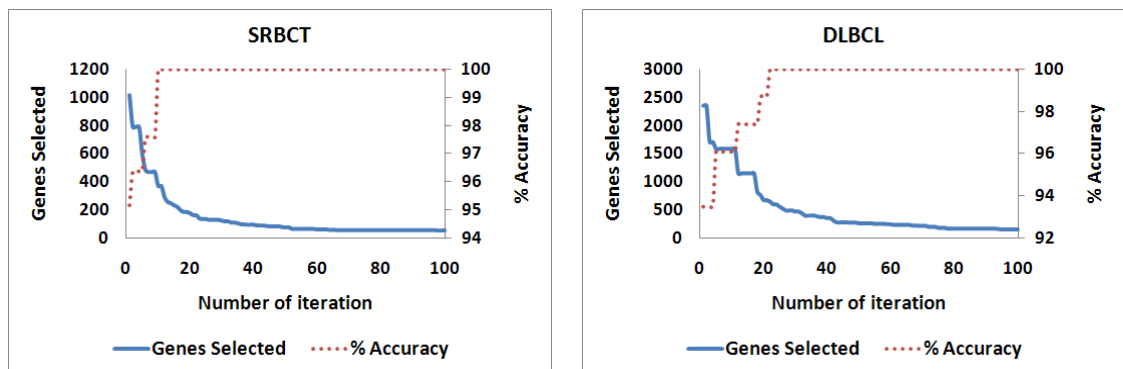 SRBCT
1200
1000
800
600
400
200
0
Genes Selected
100
99
98
97
96
95
94
% Accuracy
0 20 40 60 80 100
Number of iteration
Genes Selected % Accuracy
DLBCL
3000
2500
2000
1500
1000
500
0
Genes Selected
100
98
96
94
92
% Accuracy
0 20 40 60 80 100
Number of iteration
Genes Selected % Accuracy